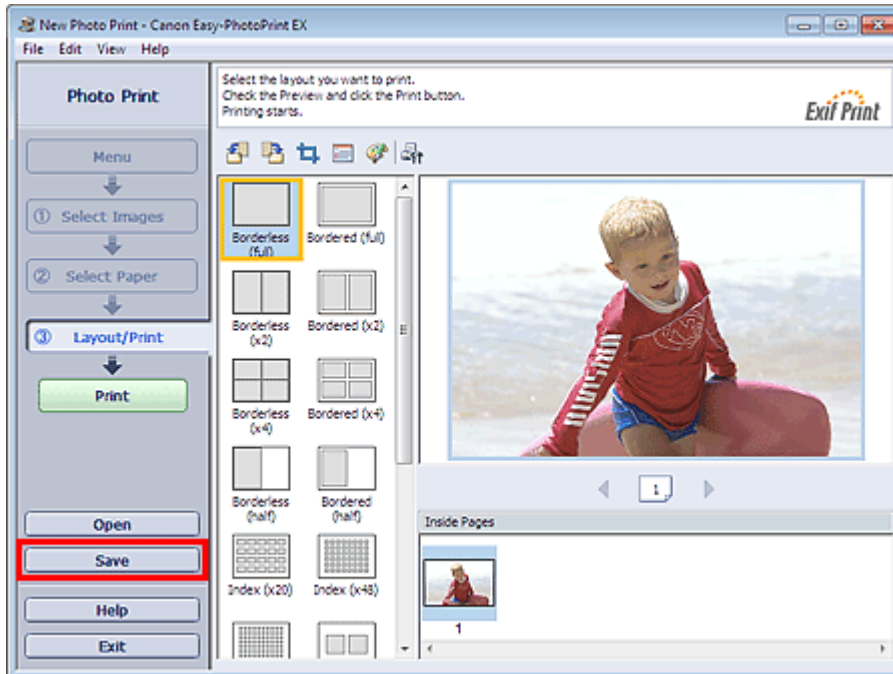 New Photo Print - Canon Easy-PhotoPrint EX
File Edit View Help
Photo Print
Select the layout you want to print.
Check the Preview and click the Print button.
Printing starts.
Exif Print
Menu
① Select Images
② Select Paper
③ Layout/Print
Print
Open
Save
Help
Exit
Borderless
(full)
Bordered (full)
Borderless
(x2)
Bordered (x2)
Borderless
(x4)
Bordered (x4)
Borderless
(half)
Bordered
(half)
Index (x20)
Index (x48)
1
Inside Pages
1